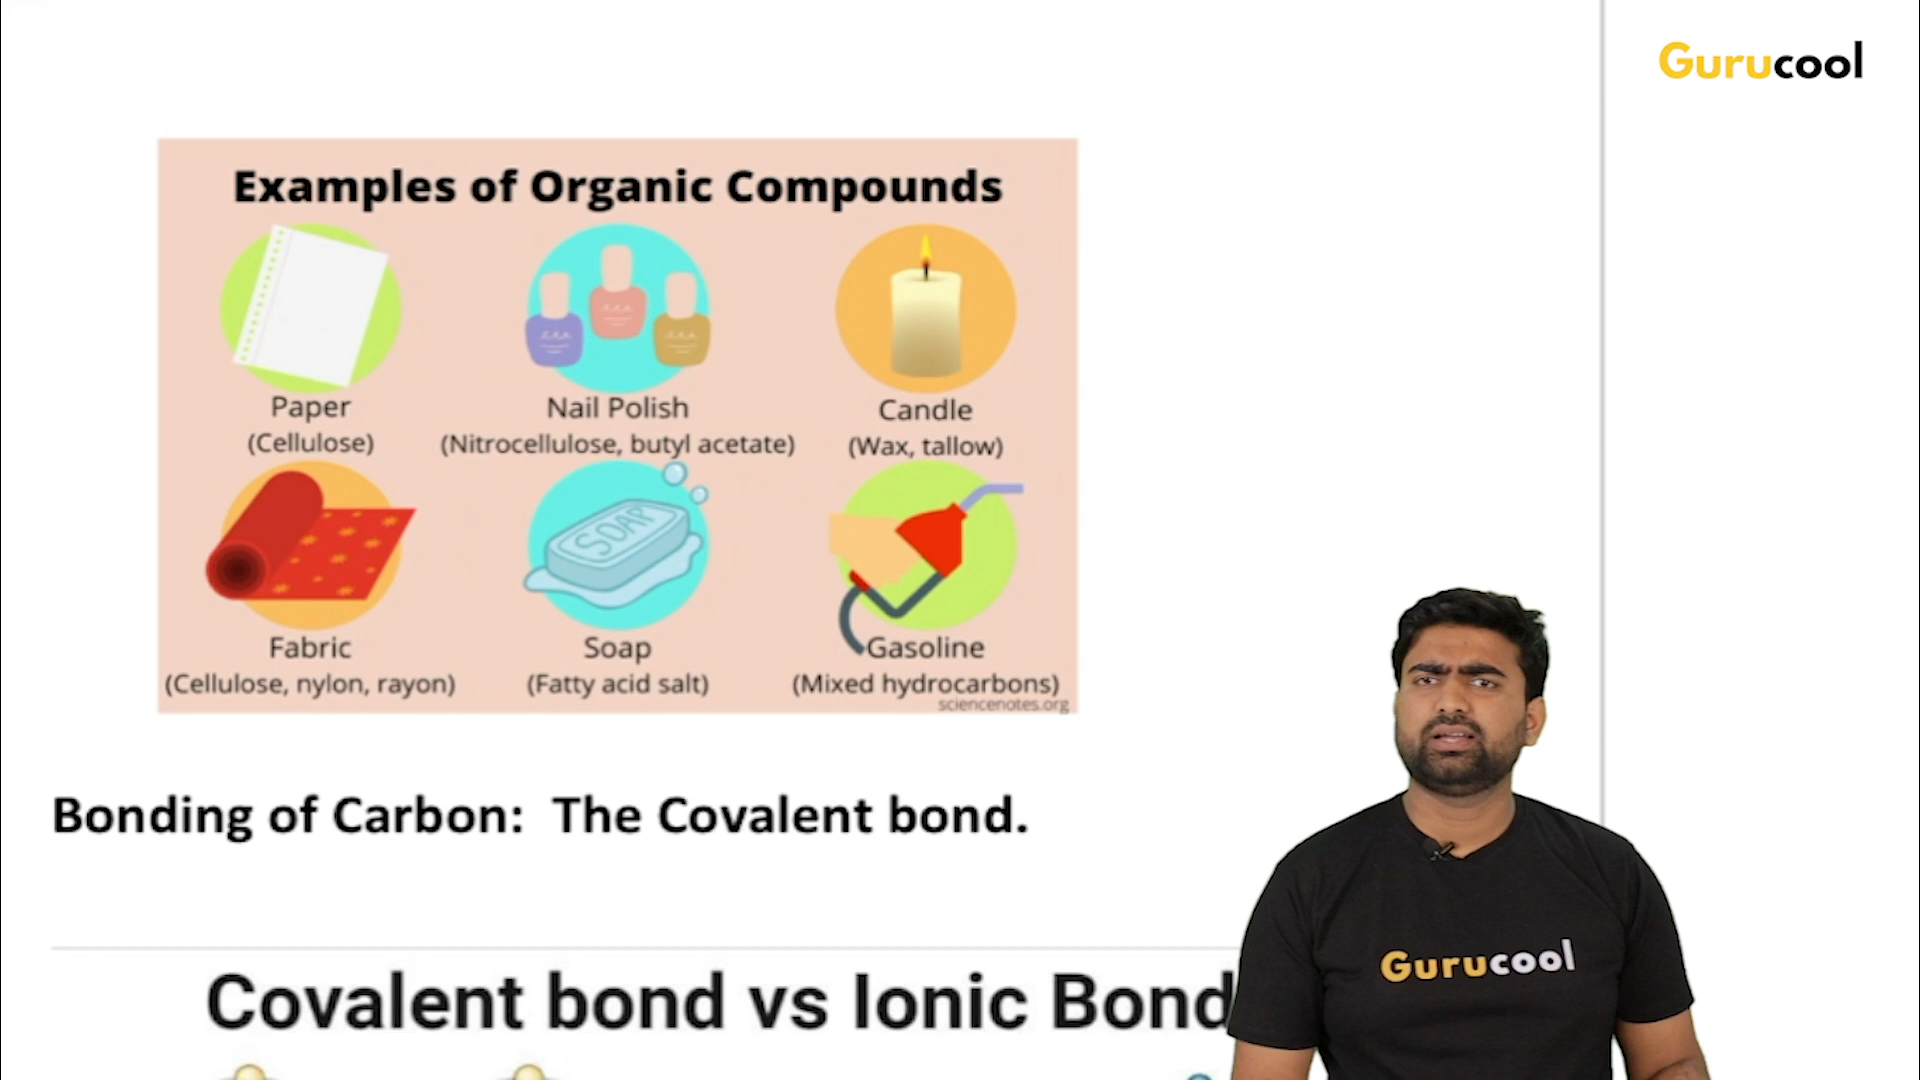 Gurucool
Examples of Organic Compounds
Paper
(Cellulose)
Nail Polish
(Nitrocellulose, butyl acetate)
Candle
(Wax, tallow)
Fabric
(Cellulose, nylon, rayon)
Soap
(Fatty acid salt)
SOAP
Gasoline
(Mixed hydrocarbons)
sciencenotes.org
Bonding of Carbon: The Covalent bond.
Covalent bond vs Ionic Bond
Gurucool